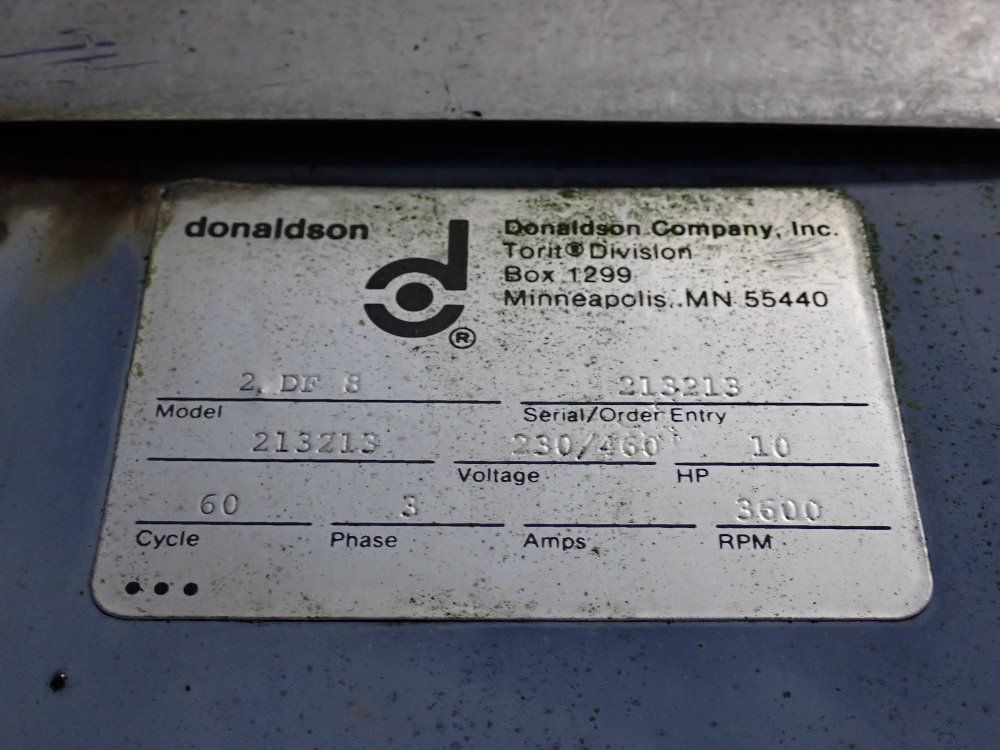 donaldson
Donaldson Company, Inc.
Torit® Division
Box 1299
Minneapolis, MN 55440
d
®
2 DF 8
213213
Model
Serial/Order Entry
213213
230/460
10
Voltage
HP
60
3
3600
Cycle
Phase
Amps
RPM